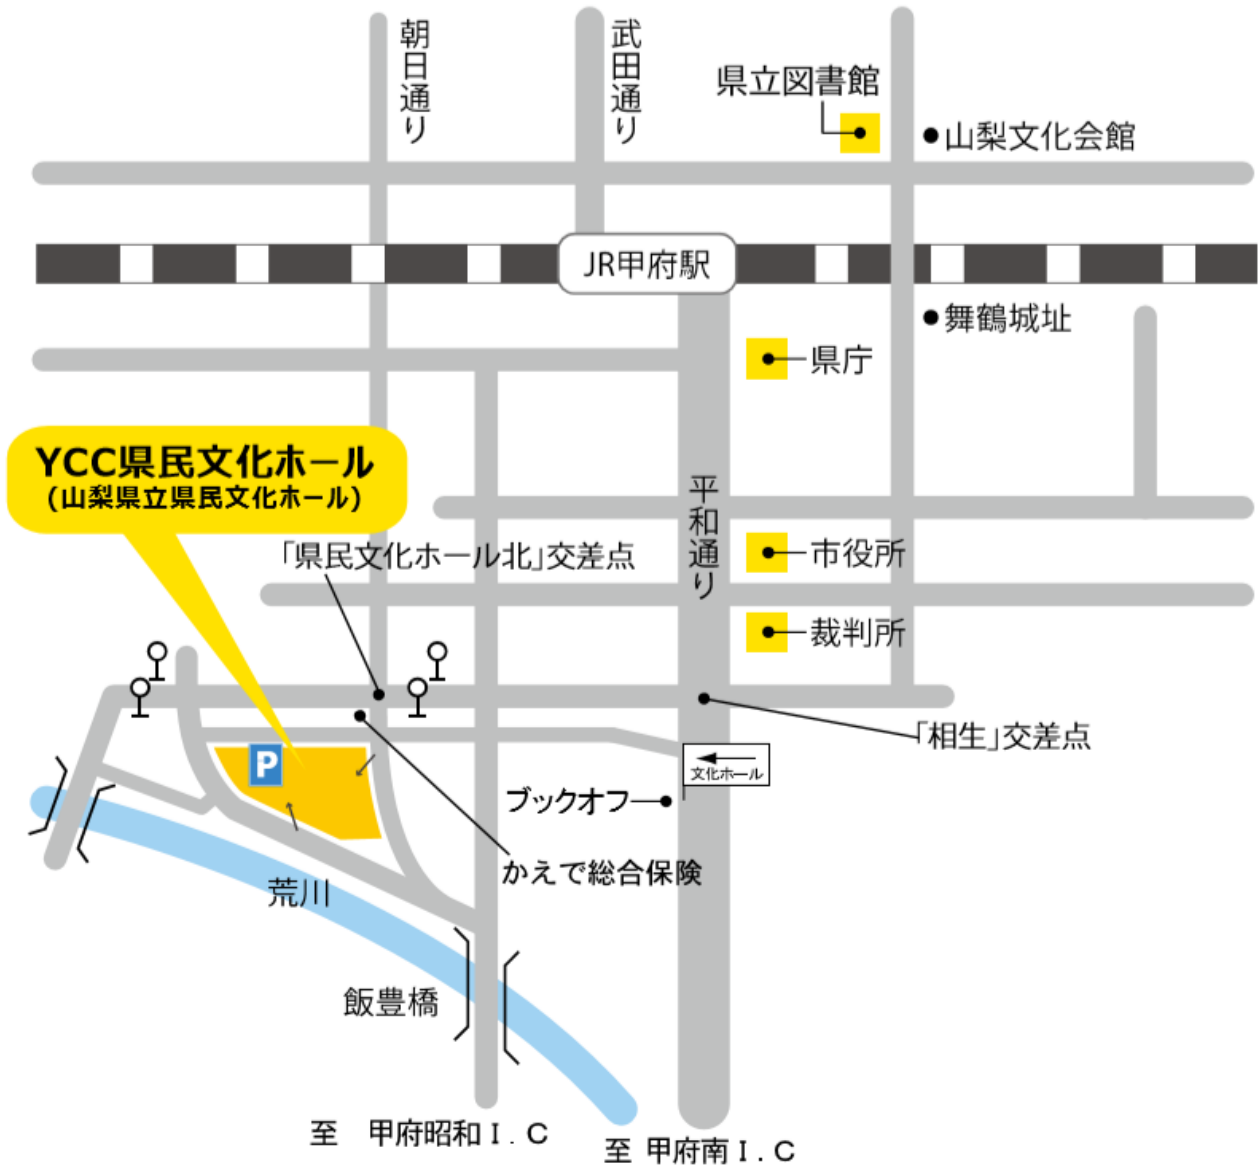 朝日通り
武田通り
県立図書館
山梨文化会館
JR甲府駅
舞鶴城址
県庁
YCC県民文化ホール
(山梨県立県民文化ホール)
平和通り
「県民文化ホール北」交差点
市役所
裁判所
「相生」交差点
P
文化ホール
ブックオフ
かえで総合保険
荒川
飯豊橋
至　甲府昭和Ｉ．Ｃ
至 甲府南Ｉ．Ｃ